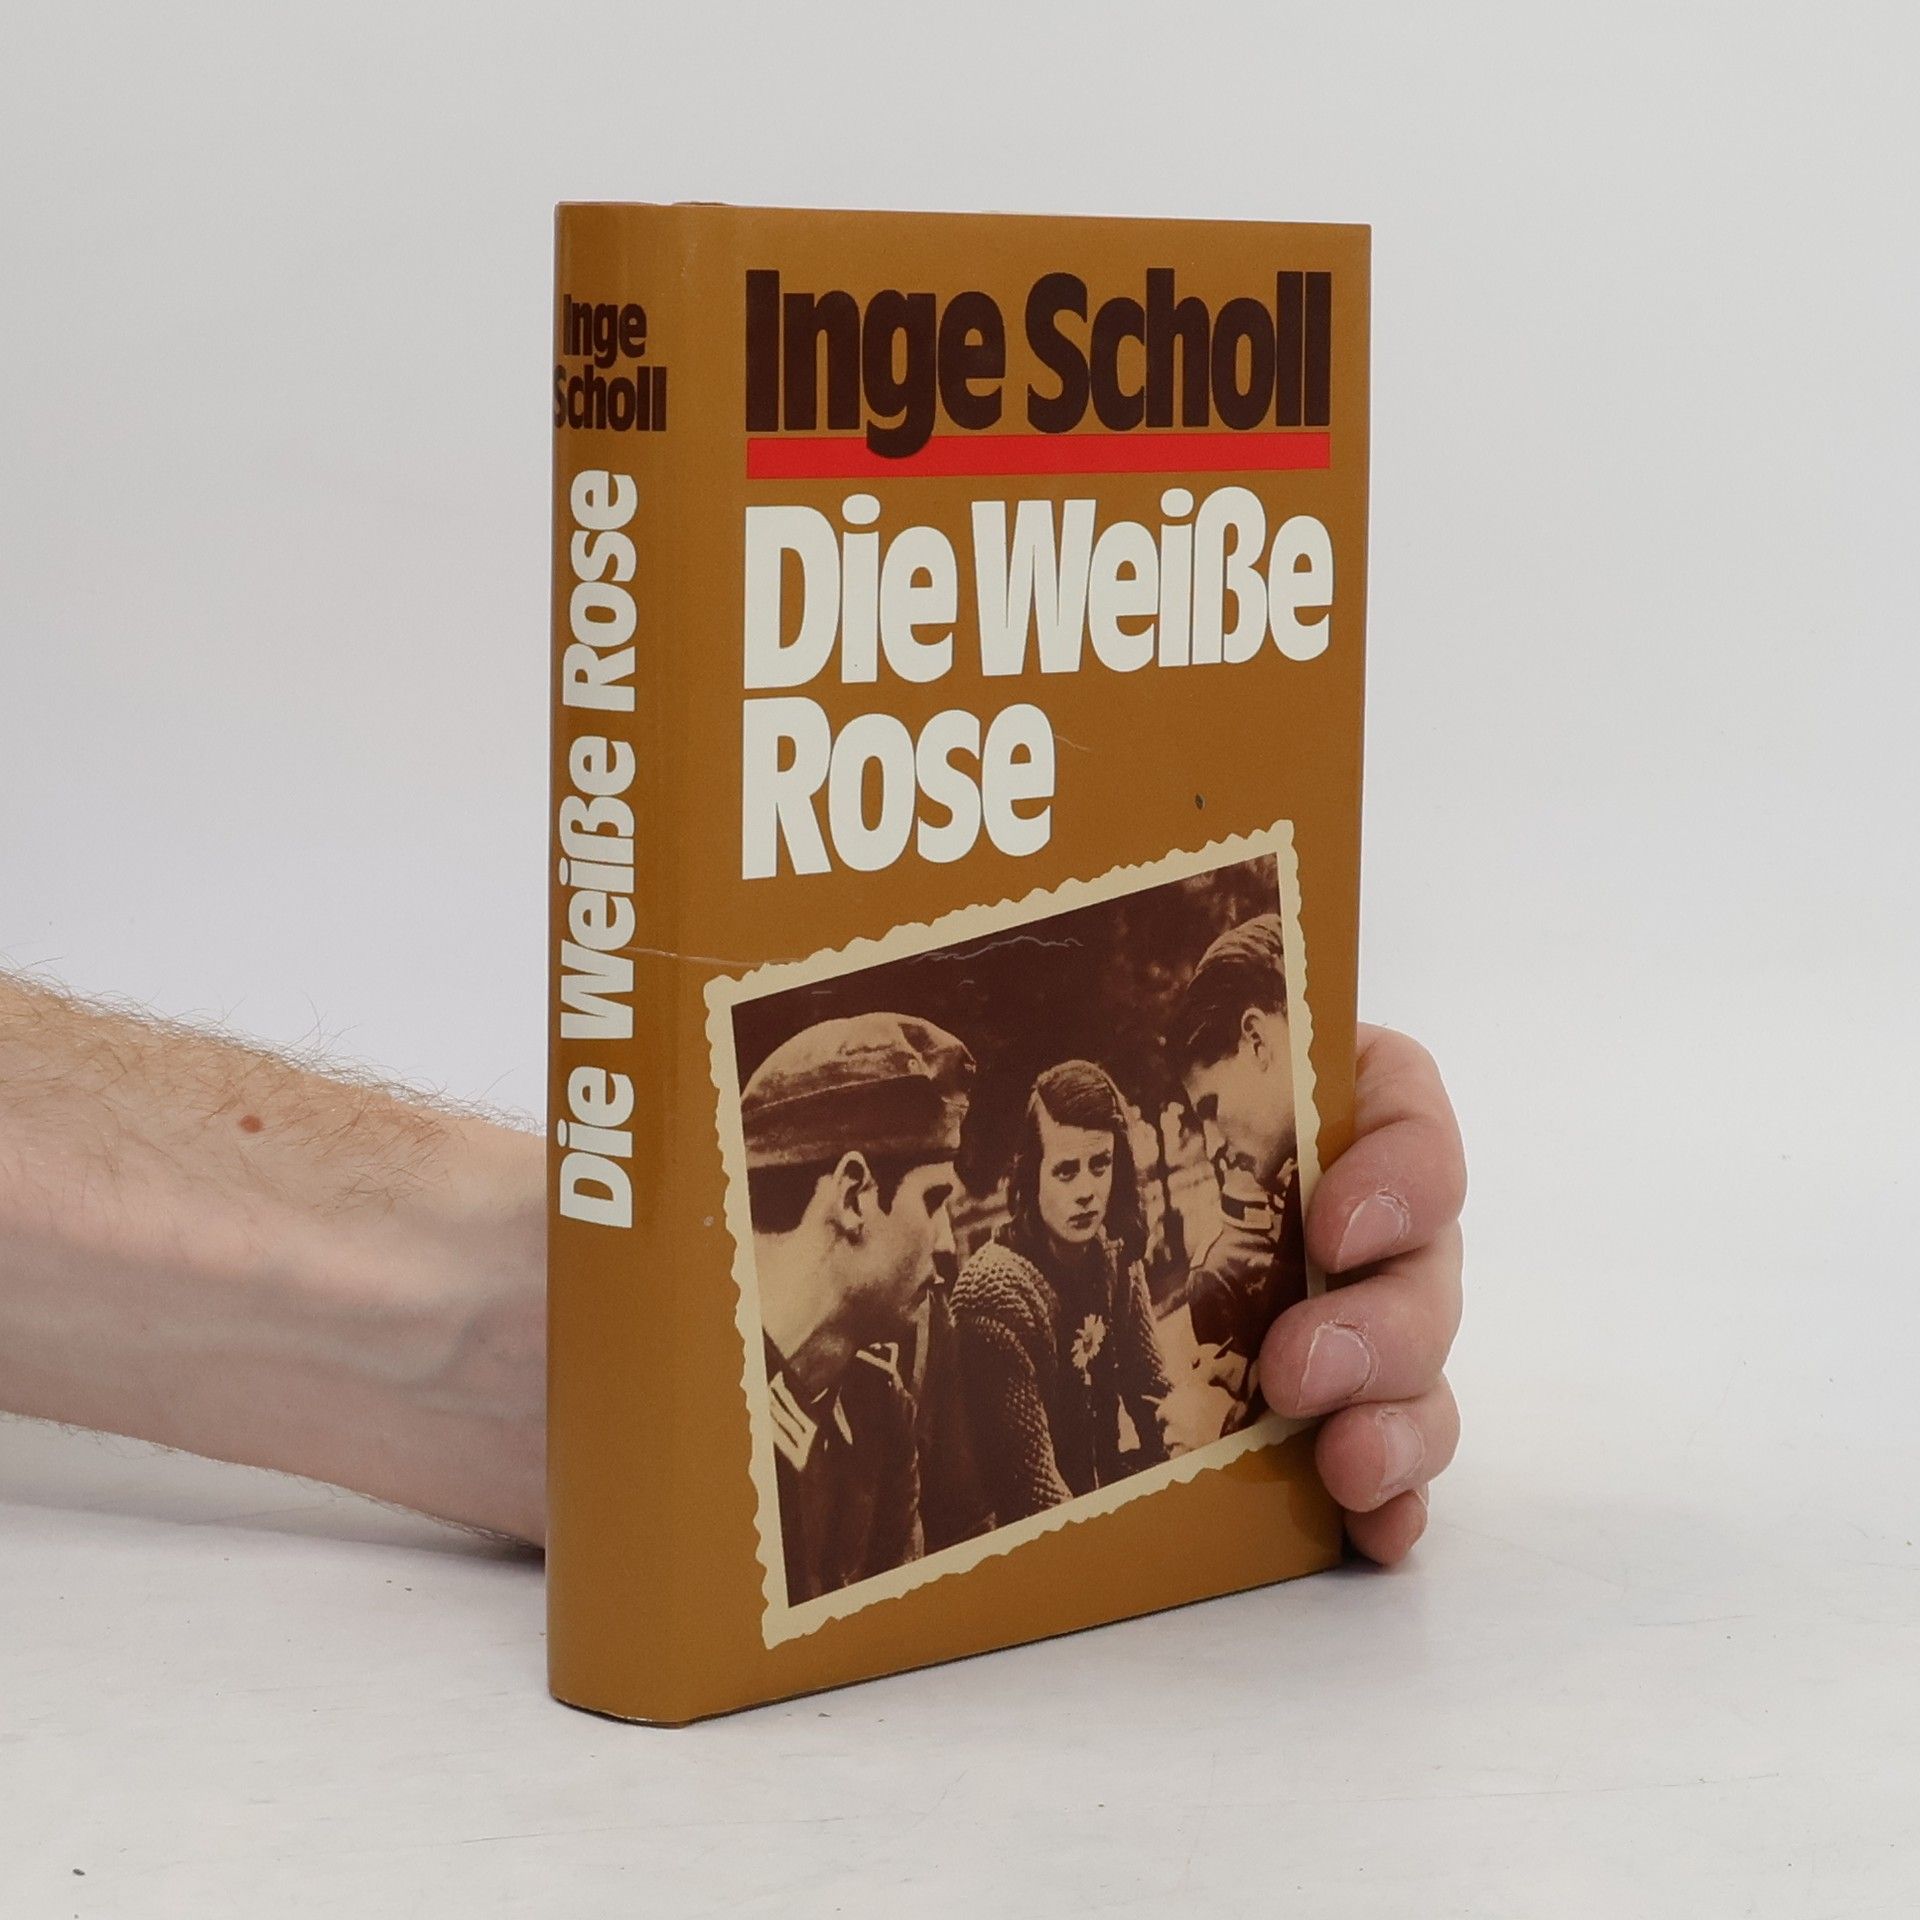 Inge
Scholl
Die Weiße Rose
Inge Scholl
Die Weiße
Rose